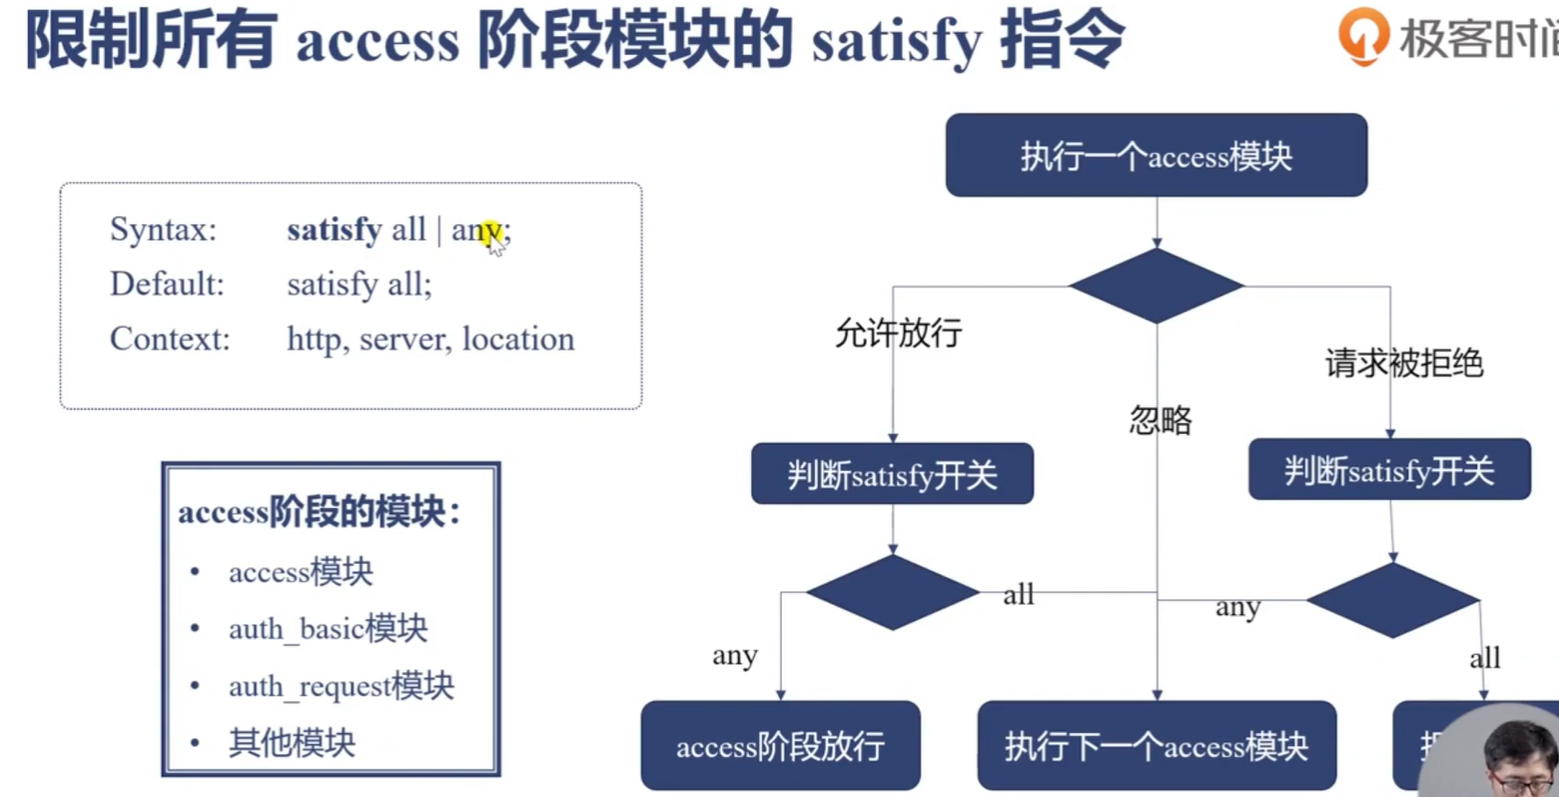 限制所有 access 阶段模块的 satisfy 指令
极客时间
Syntax: satisfy all | any;
Default: satisfy all;
Context: http, server, location
access阶段的模块：
• access模块
• auth_basic模块
• auth_request模块
• 其他模块
执行一个access模块
允许放行
请求被拒绝
忽略
判断satisfy开关
判断satisfy开关
all
any
any
all
access阶段放行
执行下一个access模块